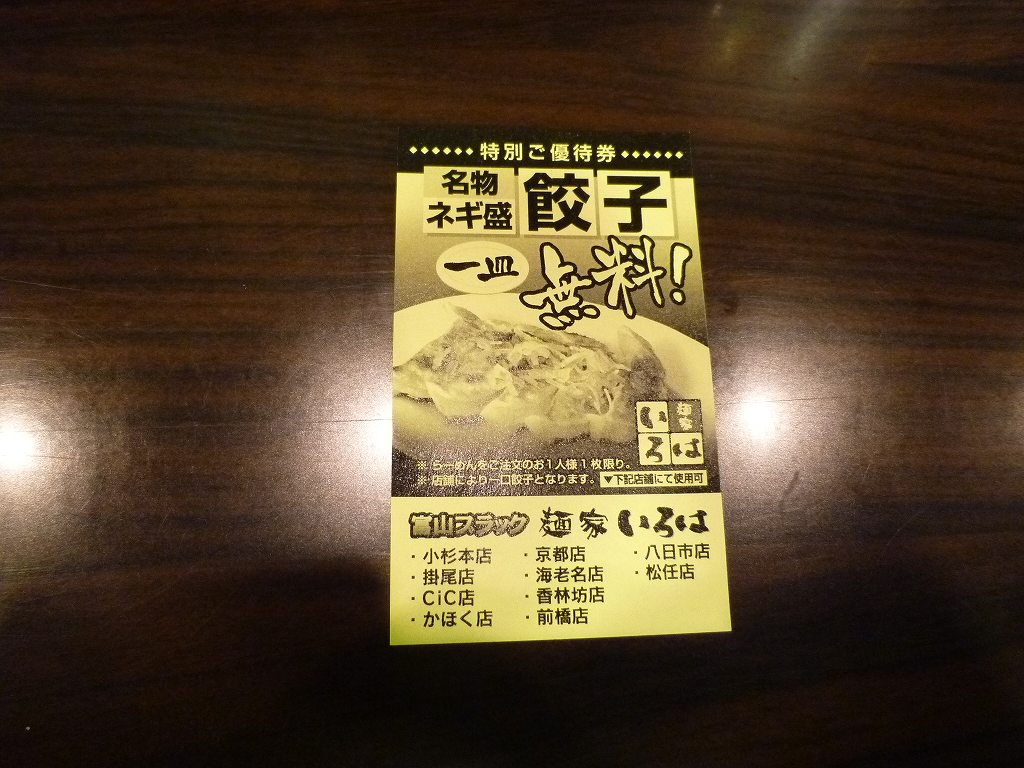 ◆◆◆◆◆◆ 特別ご優待券 ◆◆◆◆◆◆
名物
ネギ盛
餃子
一皿
無料!
麺家
いろは
※ らーめんをご注文のお1人様1枚限り。
※ 店舗により一口餃子となります。 ▼下記店舗にて使用可
富山ブラック 麺家 いろは
・小杉本店 ・京都店 ・八日市店
・掛尾店 ・海老名店 ・松任店
・CiC店 ・香林坊店
・かほく店 ・前橋店